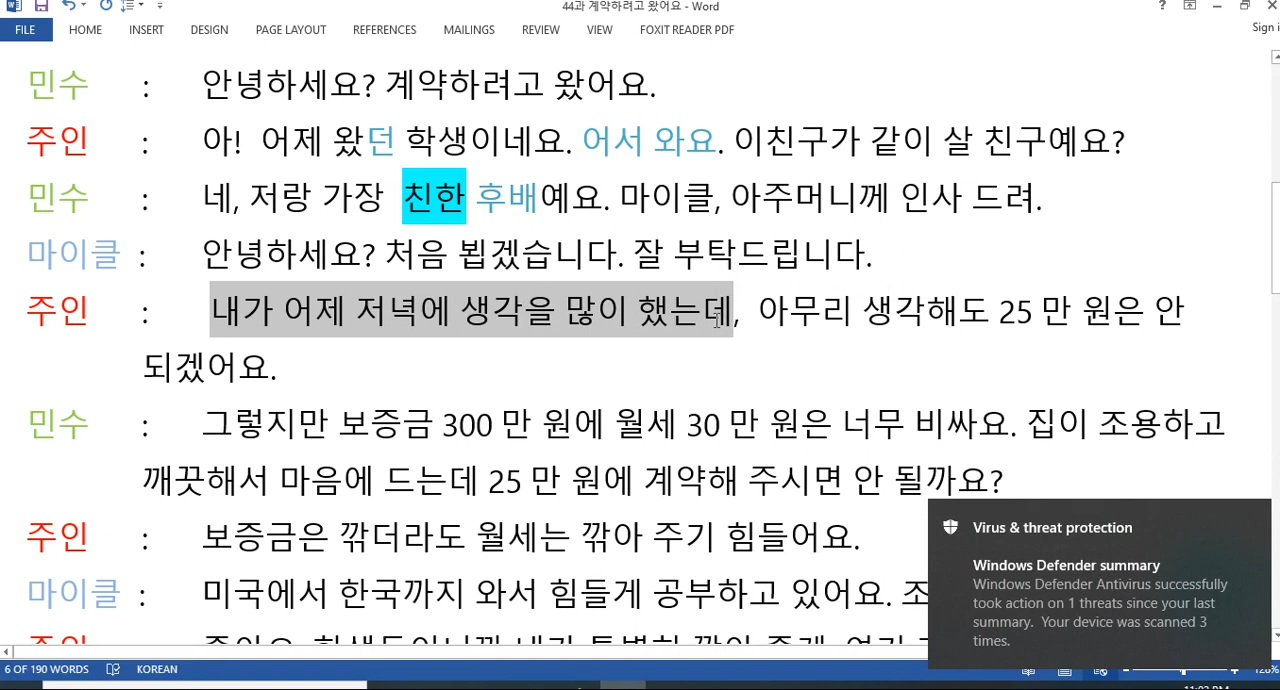 44과 계약하려고 왔어요 - Word
FILE HOME INSERT DESIGN PAGE LAYOUT REFERENCES MAILINGS REVIEW VIEW FOXIT READER PDF Sign i
민수 : 안녕하세요? 계약하려고 왔어요.
주인 : 아! 어제 왔던 학생이네요. 어서 와요. 이친구가 같이 살 친구예요?
민수 : 네, 저랑 가장 친한 후배예요. 마이클, 아주머니께 인사 드려.
마이클 : 안녕하세요? 처음 뵙겠습니다. 잘 부탁드립니다.
주인 : 내가 어제 저녁에 생각을 많이 했는데, 아무리 생각해도 25 만 원은 안
되겠어요.
민수 : 그렇지만 보증금 300 만 원에 월세 30 만 원은 너무 비싸요. 집이 조용하고
깨끗해서 마음에 드는데 25 만 원에 계약해 주시면 안 될까요?
주인 : 보증금은 깎더라도 월세는 깎아 주기 힘들어요.
마이클 : 미국에서 한국까지 와서 힘들게 공부하고 있어요. 조
Virus & threat protection
Windows Defender summary
Windows Defender Antivirus successfully
took action on 1 threats since your last
summary. Your device was scanned 3
times.
6 OF 190 WORDS KOREAN